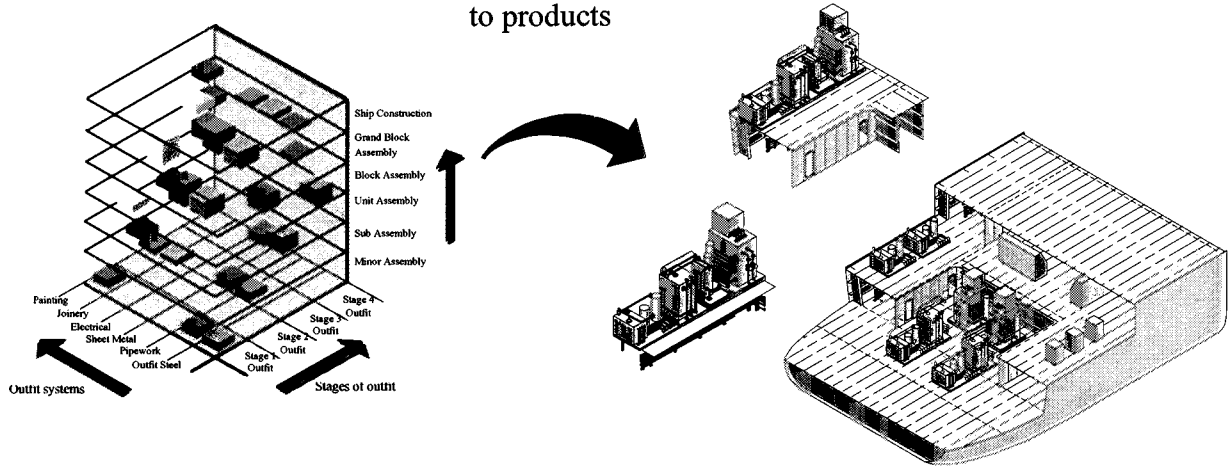 to products
Ship Construction
Grand Block
Assembly
Block Assembly
Unit Assembly
Sub Assembly
Minor Assembly
Painting
Joinery
Electrical
Sheet Metal
Pipework
Outfit Steel
Stage 4
Stage 3
Outfit
Stage 2
Outfit
Stage 1
Outfit
Outfit systems
Stages of outfit